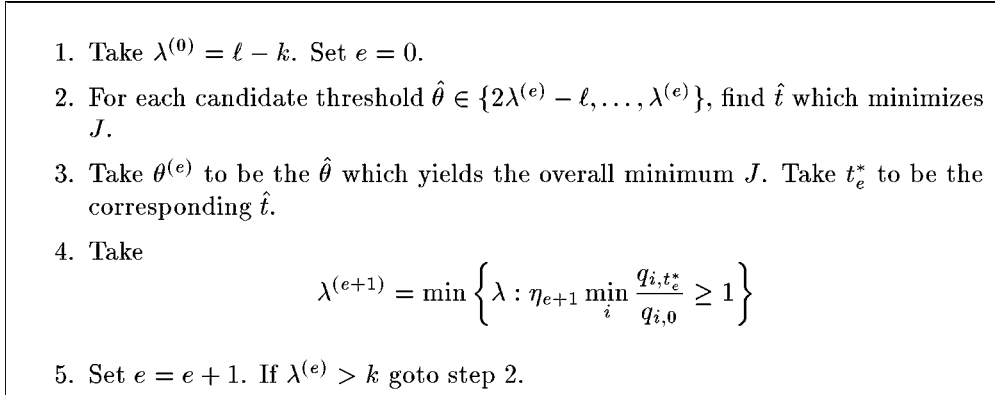 1. Take λ^(0) = ℓ − k. Set e = 0.
2. For each candidate threshold θ̂ ∈ {2λ^(e) − ℓ, . . . , λ^(e)}, find t̂ which minimizes
J.
3. Take θ^(e) to be the θ̂ which yields the overall minimum J. Take t*_e to be the
corresponding t̂.
4. Take
λ^(e+1) = min { λ : η_{e+1} min_i q_{i,t*_e} / q_{i,0} ≥ 1 }
5. Set e = e + 1. If λ^(e) > k goto step 2.